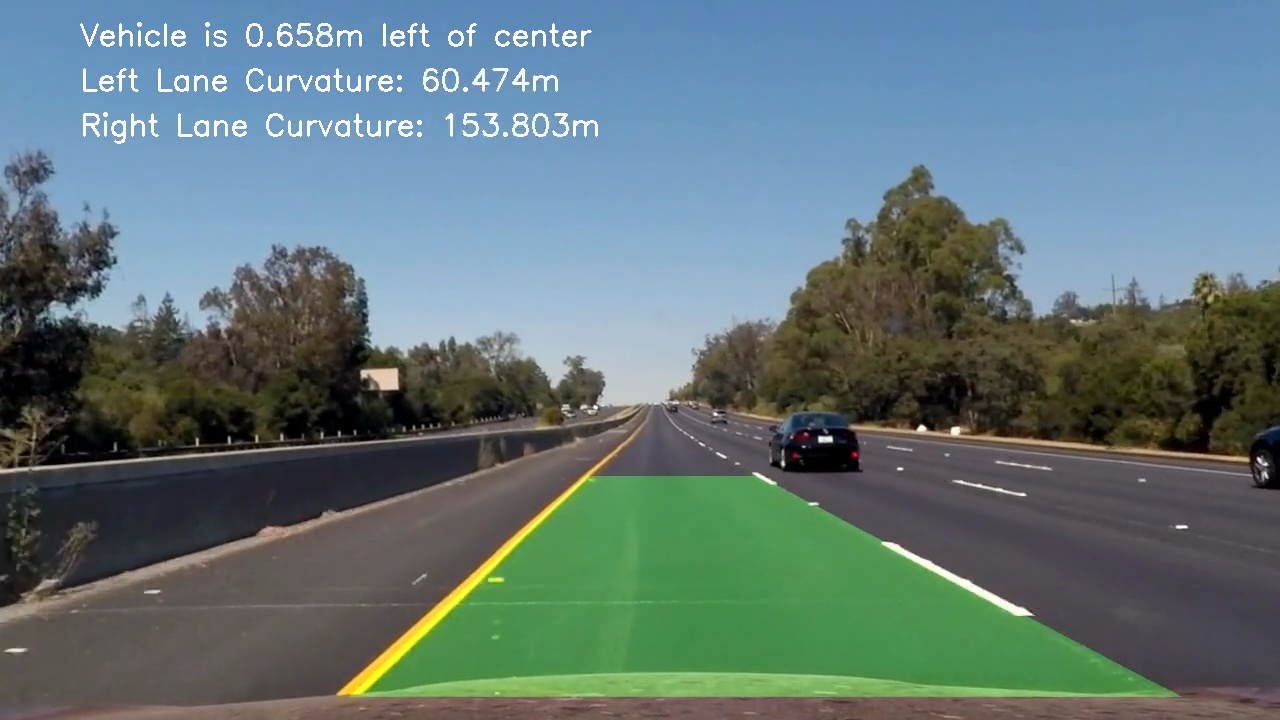 Vehicle is 0.658m left of center
Left Lane Curvature: 60.474m
Right Lane Curvature: 153.803m